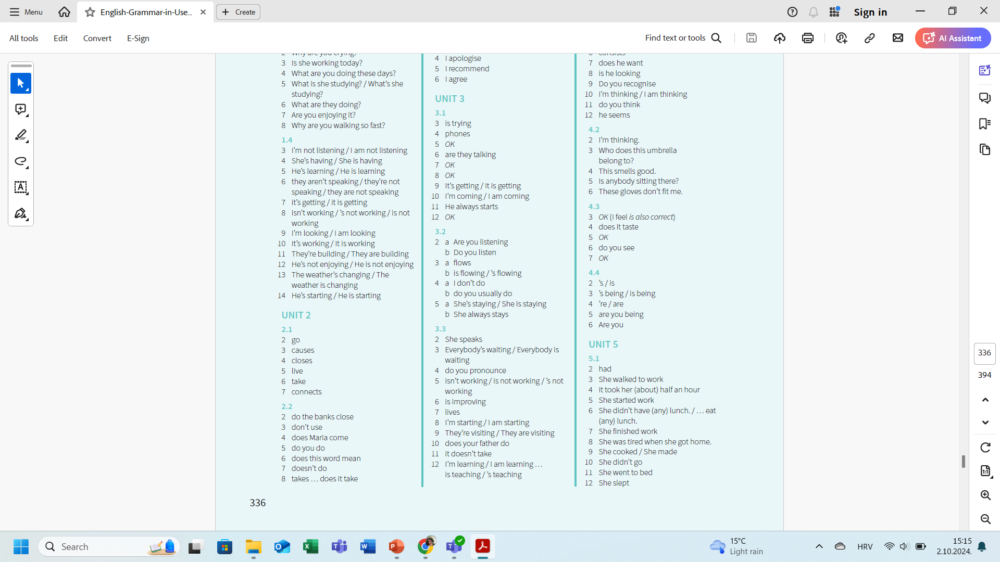 Menu
English-Grammar-in-Use...
Create
Sign in
All tools
Edit
Convert
E-Sign
Find text or tools
AI Assistant
2 Why are you crying?
3 Is she working today?
4 What are you doing these days?
5 What is she studying? / What's she
studying?
6 What are they doing?
7 Are you enjoying it?
8 Why are you walking so fast?
1.4
3 I'm not listening / I am not listening
4 She's having / She is having
5 He's learning / He is learning
6 they aren't speaking / they're not
speaking / they are not speaking
7 it's getting / it is getting
8 isn't working / 's not working / is not
working
9 I'm looking / I am looking
10 It's working / It is working
11 They're building / They are building
12 He's not enjoying / He is not enjoying
13 The weather's changing / The
weather is changing
14 He's starting / He is starting
UNIT 2
2.1
2 go
3 causes
4 closes
5 live
6 take
7 connects
2.2
2 do the banks close
3 don't use
4 does Maria come
5 do you do
6 does this word mean
7 doesn't do
8 takes ... does it take
336
4 I apologise
5 I recommend
6 I agree
UNIT 3
3.1
3 is trying
4 phones
5 OK
6 are they talking
7 OK
8 OK
9 It's getting / It is getting
10 I'm coming / I am coming
11 He always starts
12 OK
3.2
2 a Are you listening
b Do you listen
3 a flows
b is flowing / 's flowing
4 a I don't do
b do you usually do
5 a She's staying / She is staying
b She always stays
3.3
2 She speaks
3 Everybody's waiting / Everybody is
waiting
4 do you pronounce
5 isn't working / is not working / 's not
working
6 is improving
7 lives
8 I'm starting / I am starting
9 They're visiting / They are visiting
10 does your father do
11 it doesn't take
12 I'm learning / I am learning ...
is teaching / 's teaching
6 consists
7 does he want
8 is he looking
9 Do you recognise
10 I'm thinking / I am thinking
11 do you think
12 he seems
4.2
2 I'm thinking.
3 Who does this umbrella
belong to?
4 This smells good.
5 Is anybody sitting there?
6 These gloves don't fit me.
4.3
3 OK (I feel is also correct)
4 does it taste
5 OK
6 do you see
7 OK
4.4
2 's / is
3 's being / is being
4 're / are
5 are you being
6 Are you
UNIT 5
5.1
2 had
3 She walked to work
4 It took her (about) half an hour
5 She started work
6 She didn't have (any) lunch. / ... eat
(any) lunch.
7 She finished work
8 She was tired when she got home.
9 She cooked / She made
10 She didn't go
11 She went to bed
12 She slept
336
394
Search
15°C
Light rain
HRV
15:15
2.10.2024.